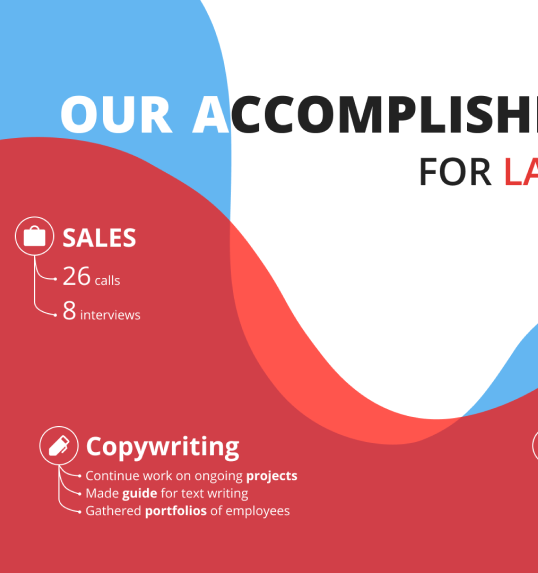 OUR ACCOMPLISH
FOR LA
SALES
26 calls
8 interviews
Copywriting
Continue work on ongoing projects
Made guide for text writing
Gathered portfolios of employees